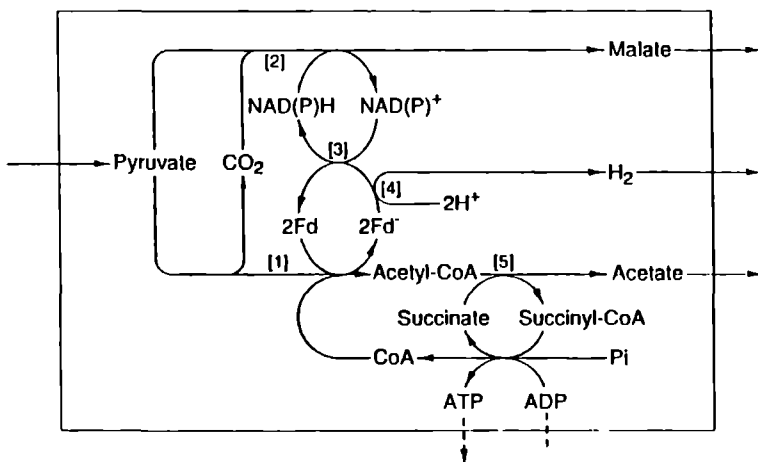 [2] Malate
NAD(P)H NAD(P)+
[3]
Pyruvate CO2 H2
[4]
2H+
2Fd 2Fd-
[1] Acetyl-CoA [5] Acetate
Succinate Succinyl-CoA
CoA Pi
ATP ADP